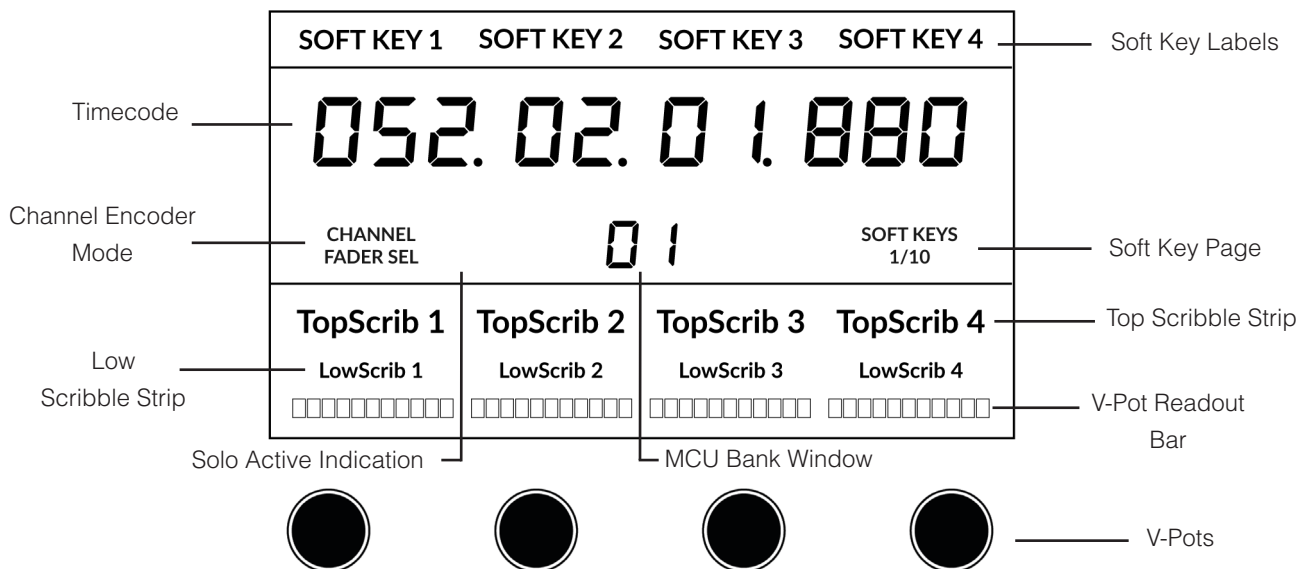 SOFT KEY 1 SOFT KEY 2 SOFT KEY 3 SOFT KEY 4
Soft Key Labels
Timecode
052. 02. 01. 880
Channel Encoder
Mode
CHANNEL
FADER SEL
01
SOFT KEYS
1/10
Soft Key Page
TopScrib 1 TopScrib 2 TopScrib 3 TopScrib 4
Top Scribble Strip
Low
Scribble Strip
LowScrib 1 LowScrib 2 LowScrib 3 LowScrib 4
V-Pot Readout
Bar
Solo Active Indication
MCU Bank Window
V-Pots